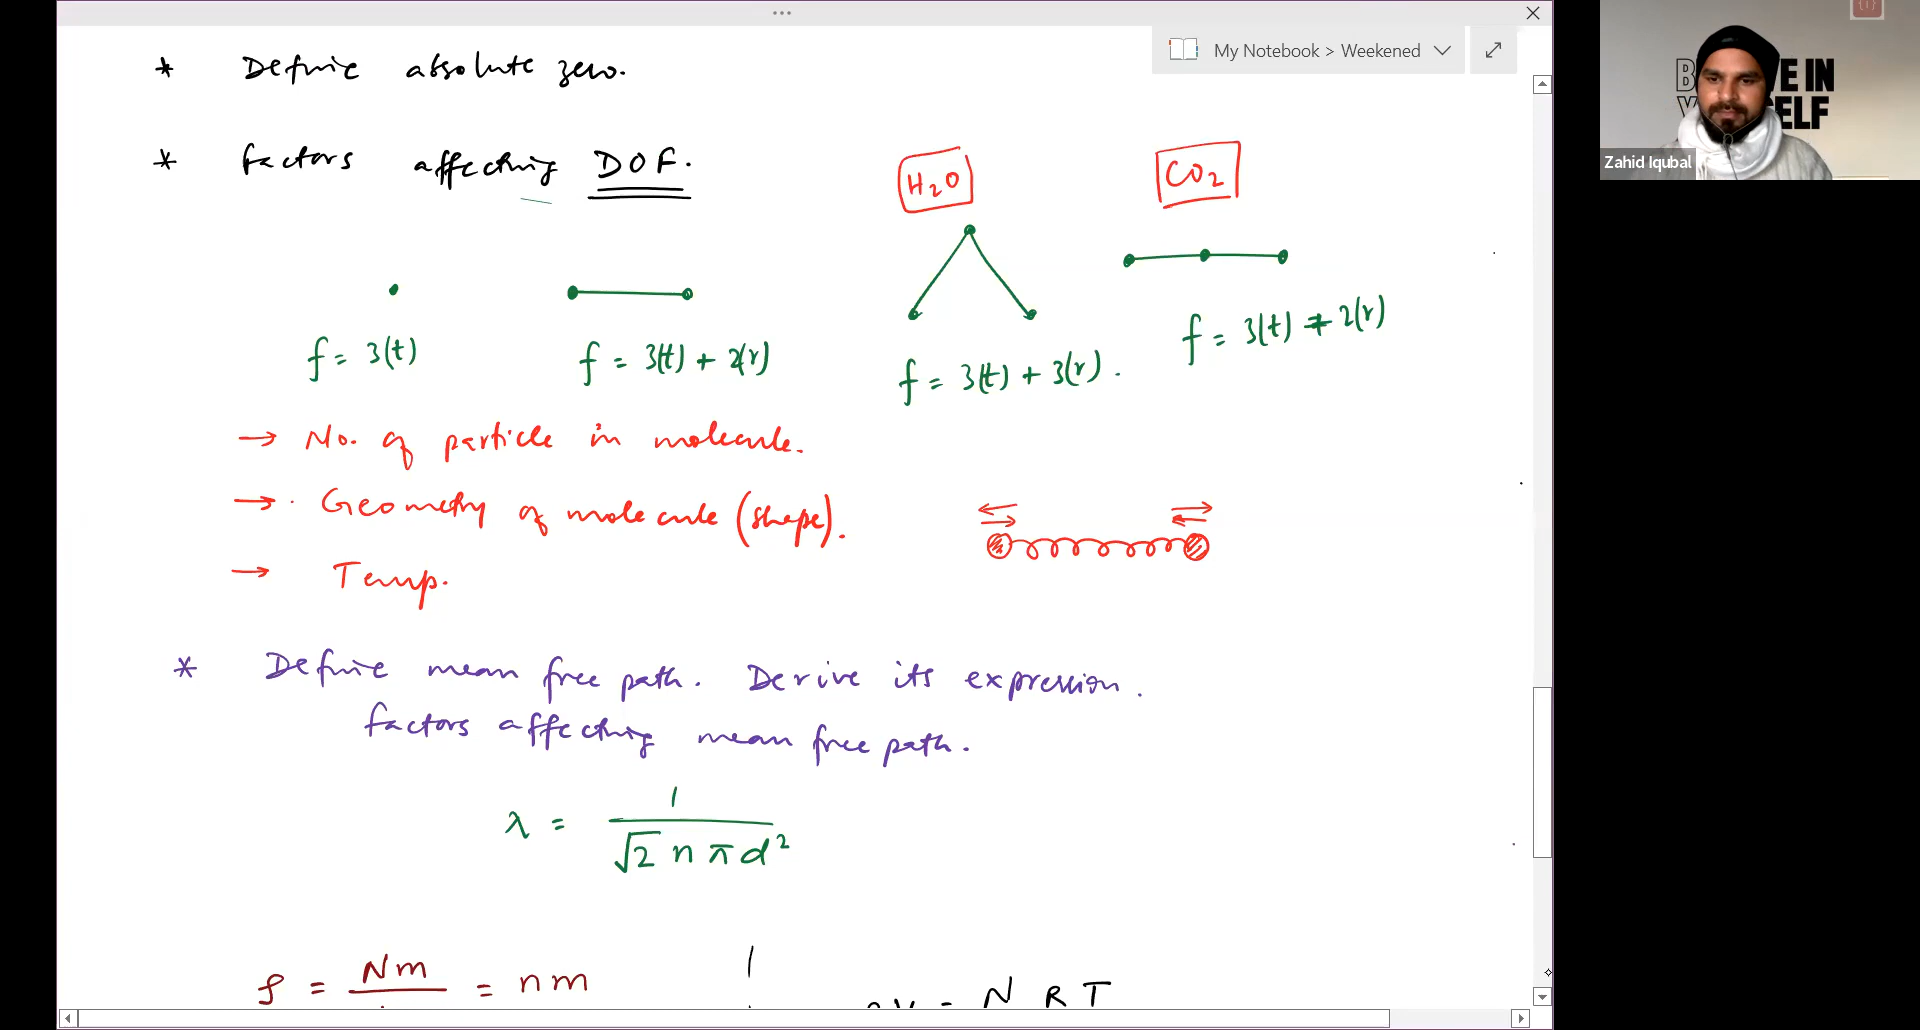 My Notebook > Weekened
* Define absolute zero.
* factors affecting DOF.
H₂O
CO₂
f = 3(t)
f = 3(t) + 2(r)
f = 3(t) + 3(r).
f = 3(t) + 2(r)
→ No. of particle in molecule.
→ Geometry of molecule (shape).
→ Temp.
* Define mean free path. Derive its expression.
factors affecting mean free path.
λ = 1 / √2 n π d²
ρ = Nm = nm
= N R T
Zahid Iqubal